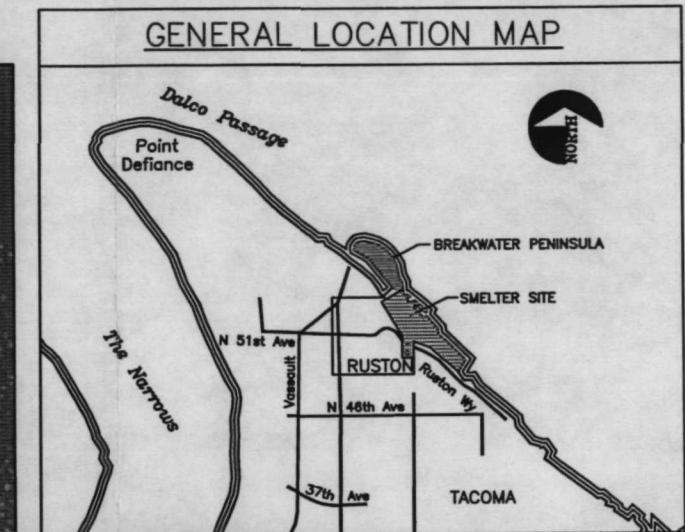 GENERAL LOCATION MAP
Dalco Passage
Point
Defiance
NORTH
BREAKWATER PENINSULA
SMELTER SITE
N 51st Ave
The Narrows
Vassault
RUSTON
Ruston Wy
N 46th Ave
37th Ave
TACOMA